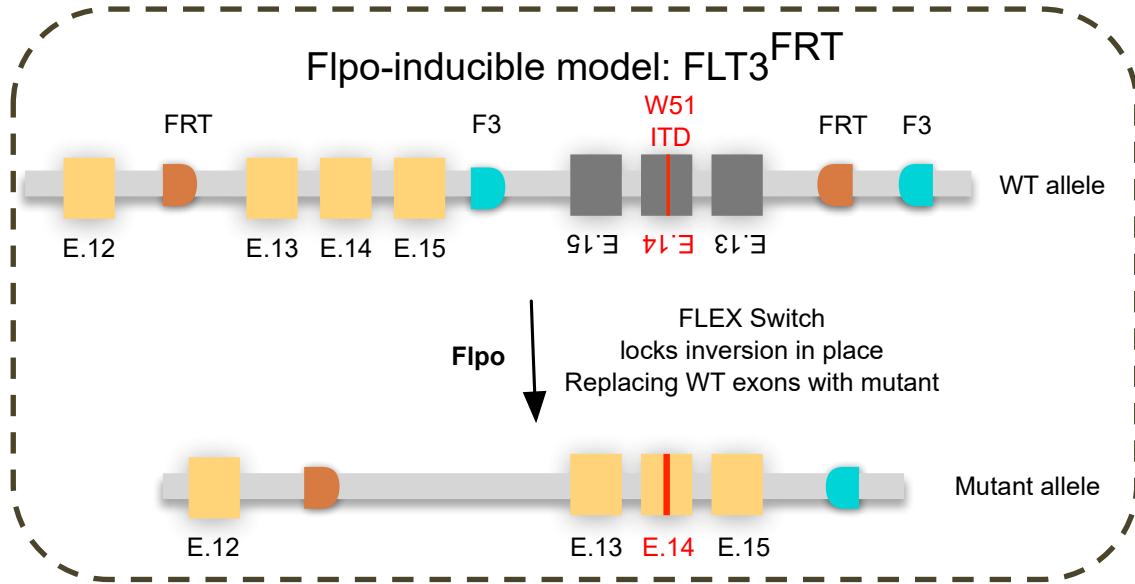 Flpo-inducible model: FLT3FRT
W51
ITD
FRT
F3
FRT
F3
WT allele
E.12
E.13
E.14
E.15
E.15
E.14
E.13
Flpo
FLEX Switch
locks inversion in place
Replacing WT exons with mutant
Mutant allele
E.12
E.13
E.14
E.15